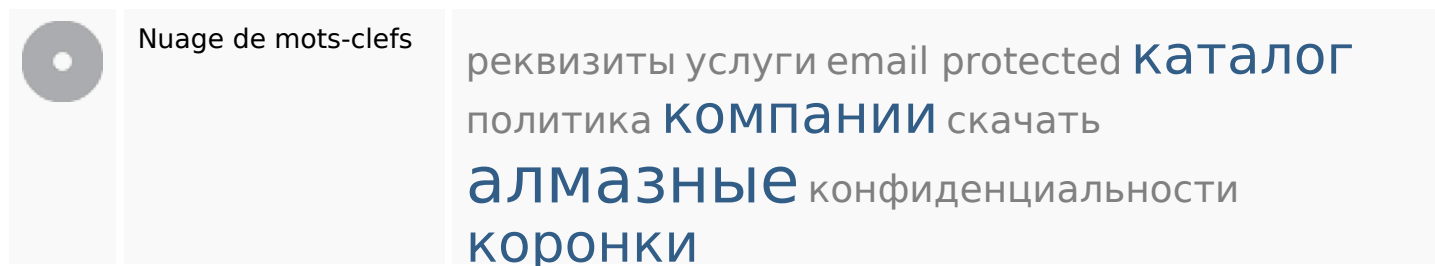 Nuage de mots-clefs
реквизиты услуги email protected каталог
политика компании скачать
алмазные конфиденциальности
коронки